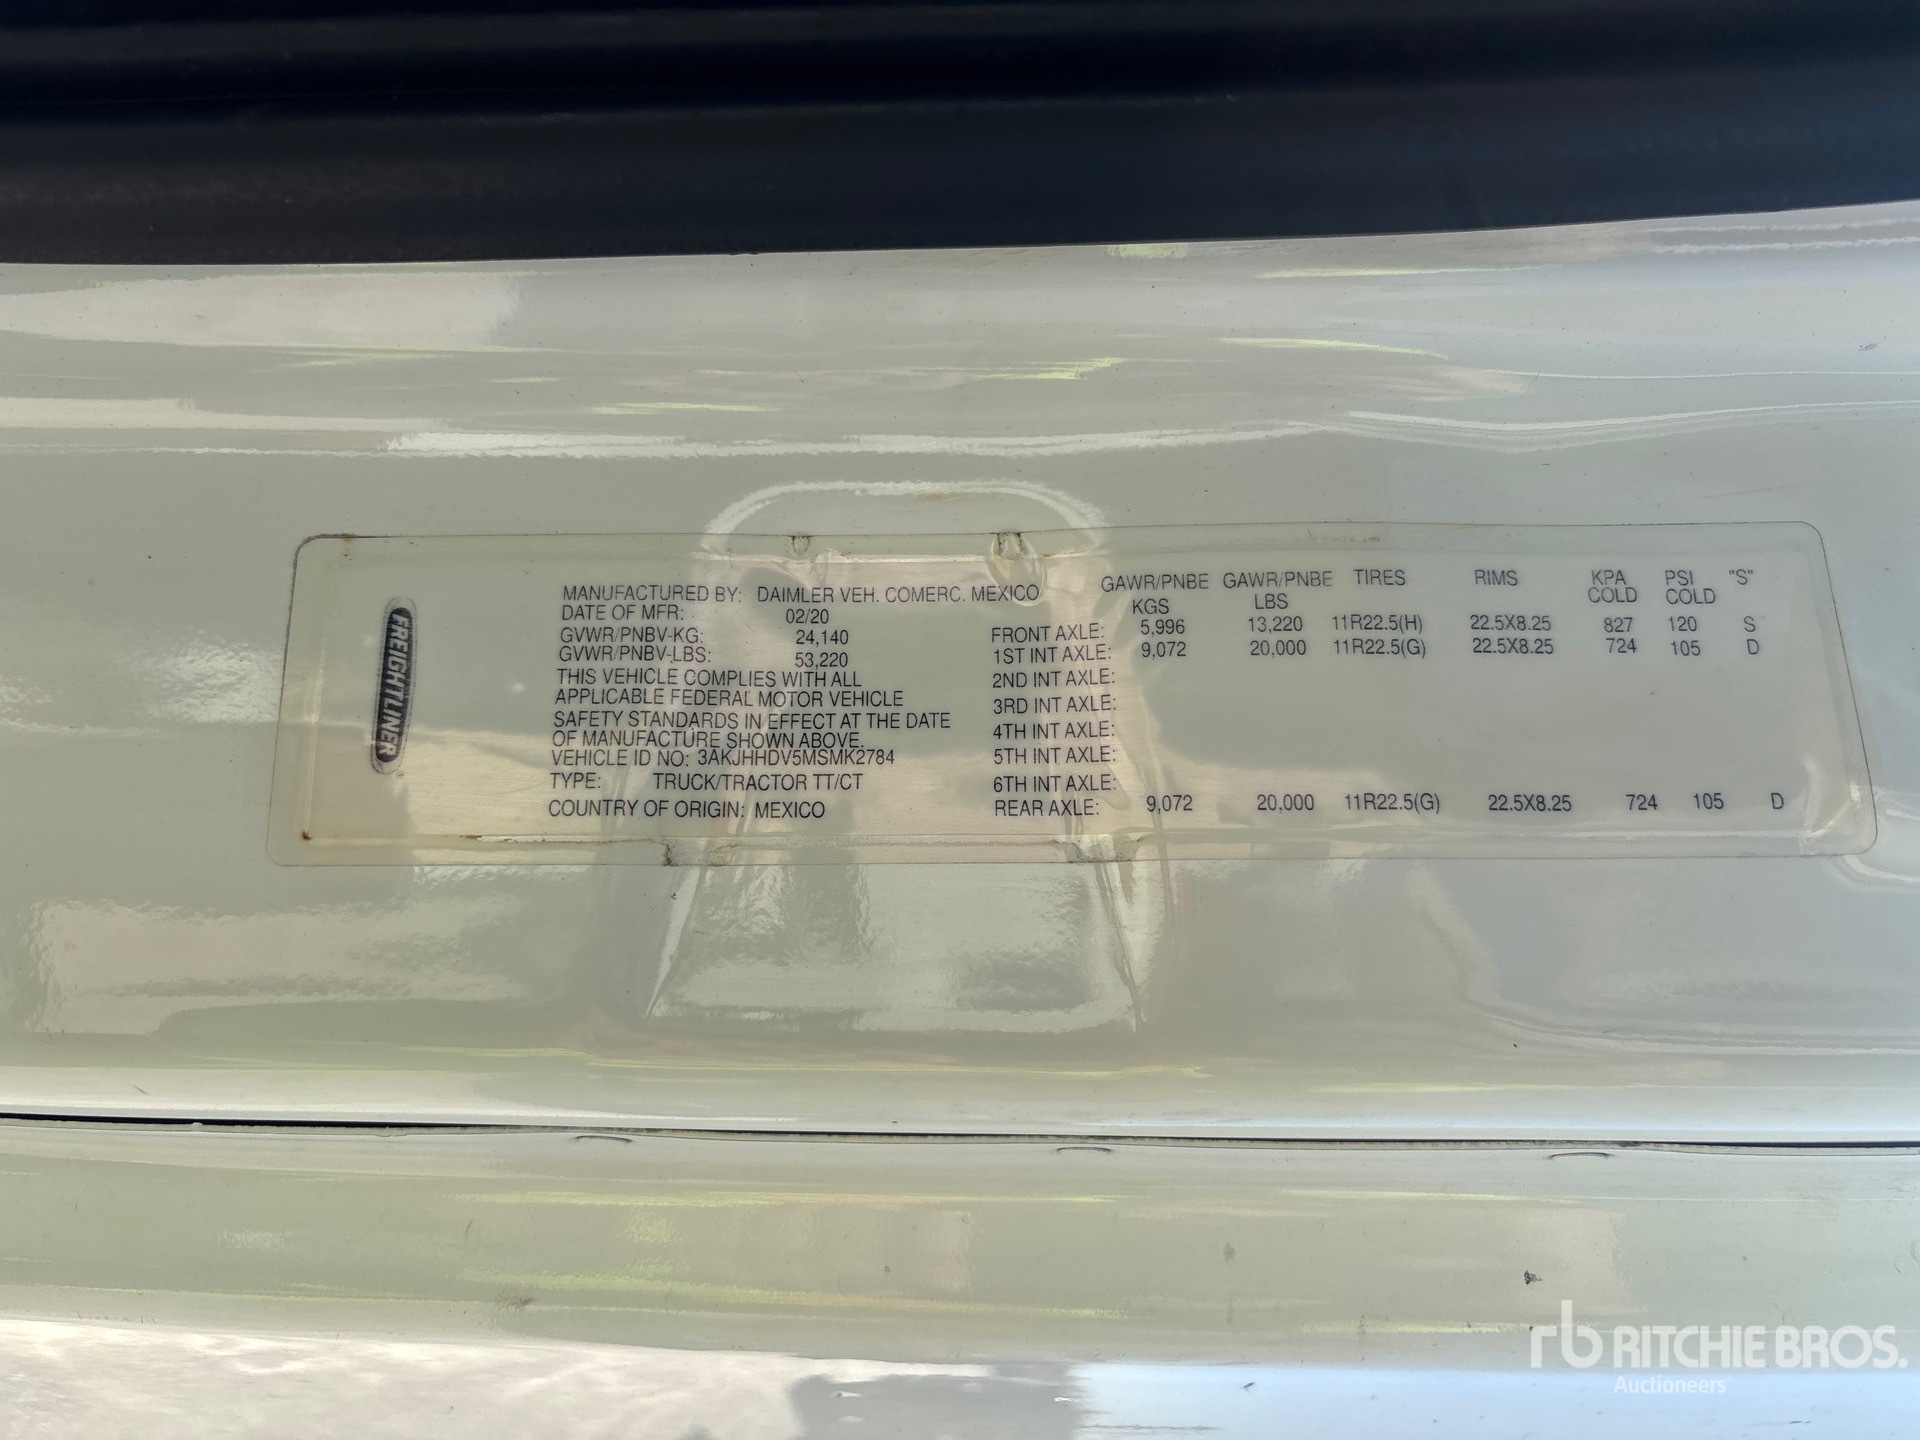 FREIGHTLINER
MANUFACTURED BY: DAIMLER VEH. COMERC. MEXICO
DATE OF MFR: 02/20
GVWR/PNBV-KG: 24,140
GVWR/PNBV-LBS: 53,220
THIS VEHICLE COMPLIES WITH ALL
APPLICABLE FEDERAL MOTOR VEHICLE
SAFETY STANDARDS IN EFFECT AT THE DATE
OF MANUFACTURE SHOWN ABOVE.
VEHICLE ID NO: 3AKJHHDV5MSMK2784
TYPE: TRUCK/TRACTOR TT/CT
COUNTRY OF ORIGIN: MEXICO
GAWR/PNBE GAWR/PNBE TIRES RIMS KPA PSI "S"
KGS LBS COLD COLD
FRONT AXLE: 5,996 13,220 11R22.5(H) 22.5X8.25 827 120 S
1ST INT AXLE: 9,072 20,000 11R22.5(G) 22.5X8.25 724 105 D
2ND INT AXLE:
3RD INT AXLE:
4TH INT AXLE:
5TH INT AXLE:
6TH INT AXLE:
REAR AXLE: 9,072 20,000 11R22.5(G) 22.5X8.25 724 105 D
rb RITCHIE BROS.
Auctioneers